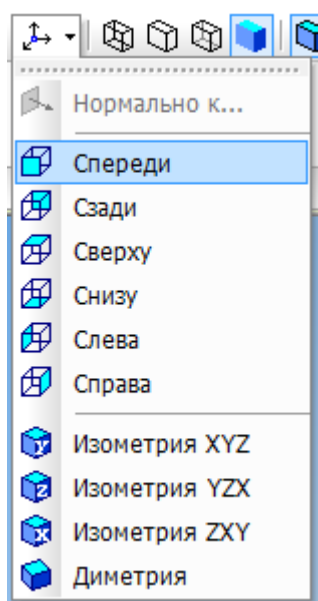 Нормально к...
Спереди
Сзади
Сверху
Снизу
Слева
Справа
Изометрия XYZ
Изометрия YZX
Изометрия ZXY
Диметрия